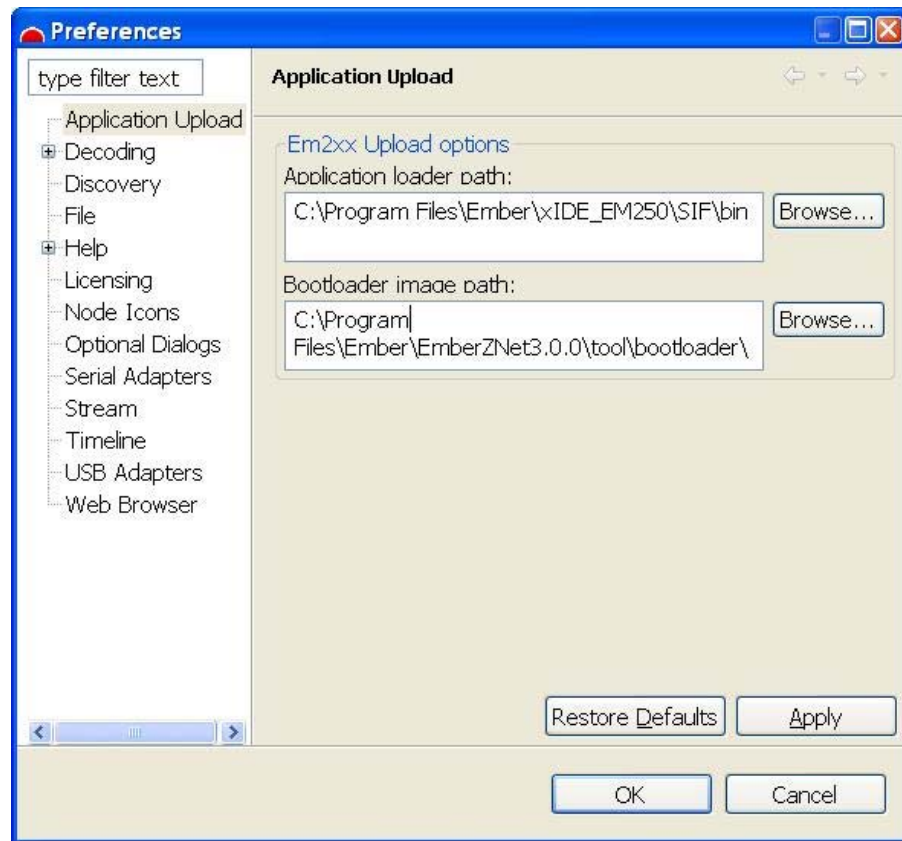 Preferences
type filter text
Application Upload
Decoding
Discovery
File
Help
Licensing
Node Icons
Optional Dialogs
Serial Adapters
Stream
Timeline
USB Adapters
Web Browser
Application Upload
Em2xx Upload options
Application loader path:
C:\Program Files\Ember\xIDE_EM250\SIF\bin
Browse...
Bootloader image path:
C:\Program
Files\Ember\EmberZNet3.0.0\tool\bootloader\
Browse...
Restore Defaults
Apply
OK
Cancel